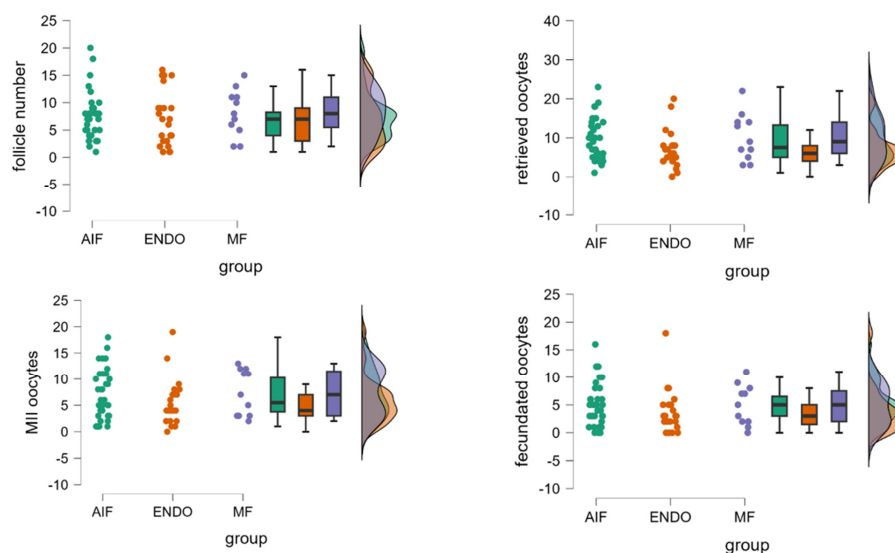 follicle number
25
20
15
10
5
0
-5
-10
AIF ENDO MF
group
retrieved oocytes
40
30
20
10
0
-10
AIF ENDO MF
group
MII oocytes
25
20
15
10
5
0
-5
-10
AIF ENDO MF
group
fecundated oocytes
25
20
15
10
5
0
-5
-10
AIF ENDO MF
group